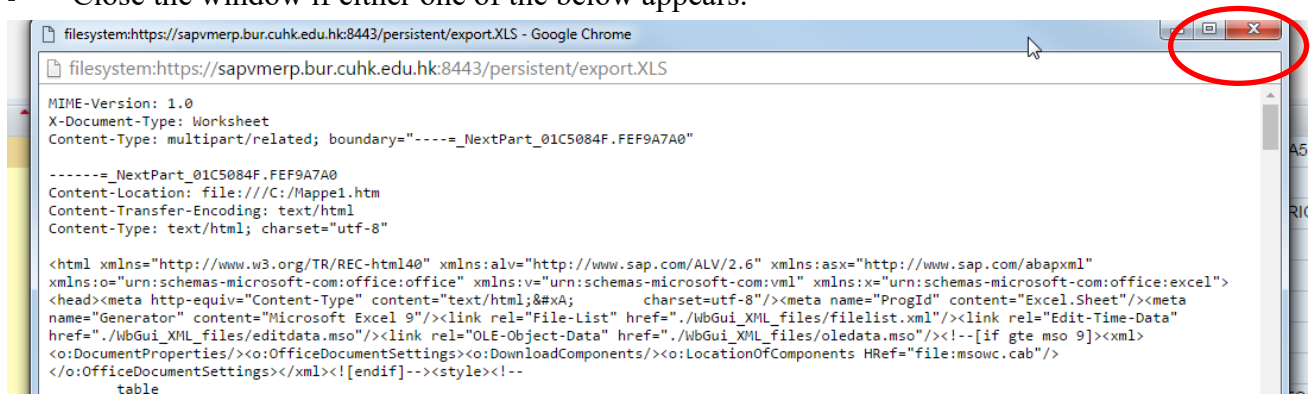 - Close the window if either one of the below appears:
filesystem:https://sapvmerp.bur.cuhk.edu.hk:8443/persistent/export.XLS - Google Chrome
filesystem:https://sapvmerp.bur.cuhk.edu.hk:8443/persistent/export.XLS
MIME-Version: 1.0
X-Document-Type: Worksheet
Content-Type: multipart/related; boundary="----=_NextPart_01C5084F.FEF9A7A0"
A5
------=_NextPart_01C5084F.FEF9A7A0
Content-Location: file:///C:/Mappe1.htm
Content-Transfer-Encoding: text/html
RIC
Content-Type: text/html; charset="utf-8"
<html xmlns="http://www.w3.org/TR/REC-html40" xmlns:alv="http://www.sap.com/ALV/2.6" xmlns:asx="http://www.sap.com/abapxml"
xmlns:o="urn:schemas-microsoft-com:office:office" xmlns:v="urn:schemas-microsoft-com:vml" xmlns:x="urn:schemas-microsoft-com:office:excel">
<head><meta http-equiv="Content-Type" content="text/html;&#xA; charset=utf-8"/><meta name="ProgId" content="Excel.Sheet"/><meta
name="Generator" content="Microsoft Excel 9"/><link rel="File-List" href="./WbGui_XML_files/filelist.xml"/><link rel="Edit-Time-Data"
href="./WbGui_XML_files/editdata.mso"/><link rel="OLE-Object-Data" href="./WbGui_XML_files/oledata.mso"/><!--[if gte mso 9]><xml>
<o:DocumentProperties/><o:OfficeDocumentSettings><o:DownloadComponents/><o:LocationOfComponents HRef="file:msowc.cab"/>
</o:OfficeDocumentSettings></xml><![endif]--><style><!--
table